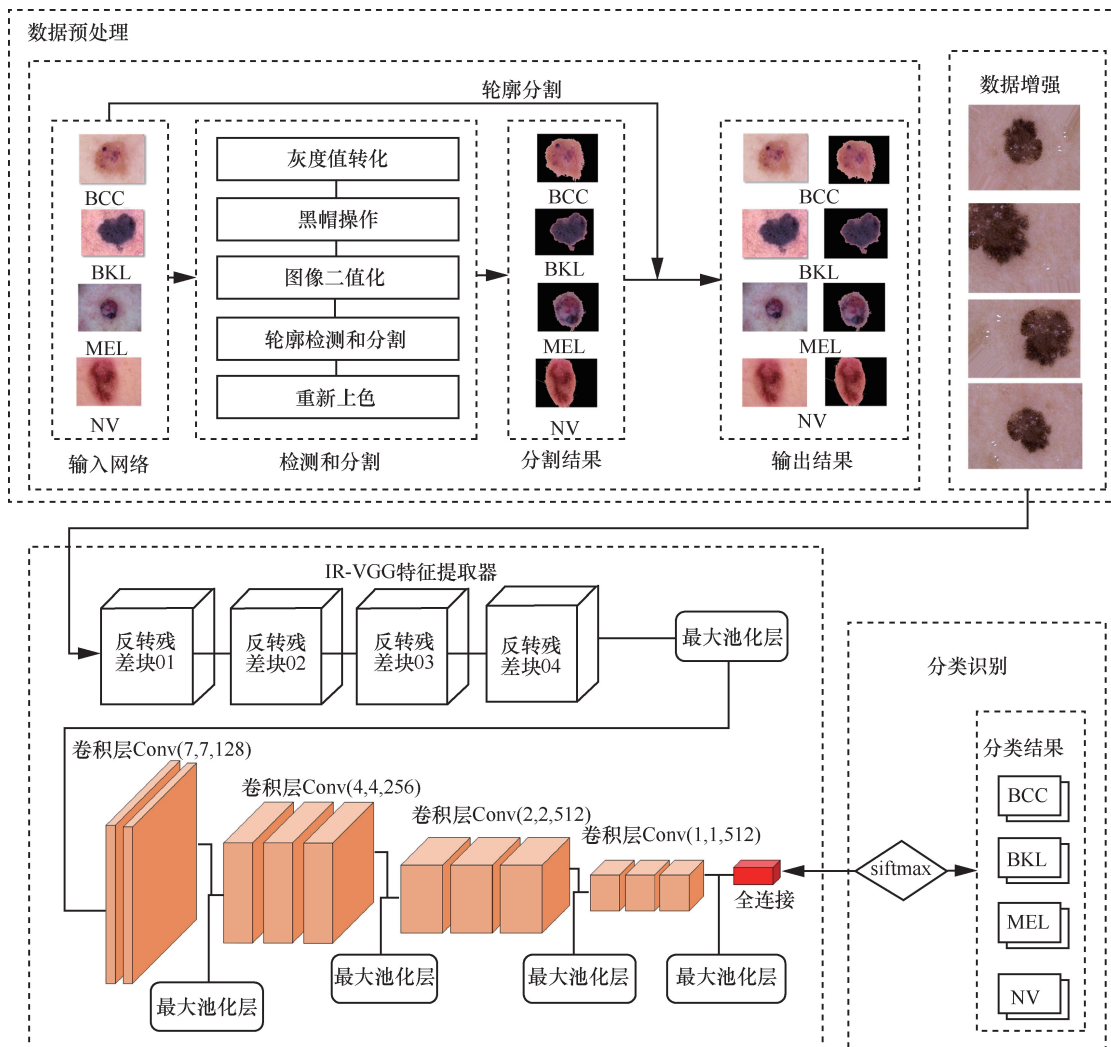 数据预处理
轮廓分割
数据增强
BCC
BKL
MEL
NV
输入网络
灰度值转化
黑帽操作
图像二值化
轮廓检测和分割
重新上色
检测和分割
BCC
BKL
MEL
NV
分割结果
BCC
BKL
MEL
NV
输出结果
IR-VGG特征提取器
反转残
差块01
反转残
差块02
反转残
差块03
反转残
差块04
最大池化层
卷积层Conv(7,7,128)
卷积层Conv(4,4,256)
卷积层Conv(2,2,512)
卷积层Conv(1,1,512)
最大池化层
最大池化层
最大池化层
最大池化层
全连接
siftmax
分类识别
分类结果
BCC
BKL
MEL
NV